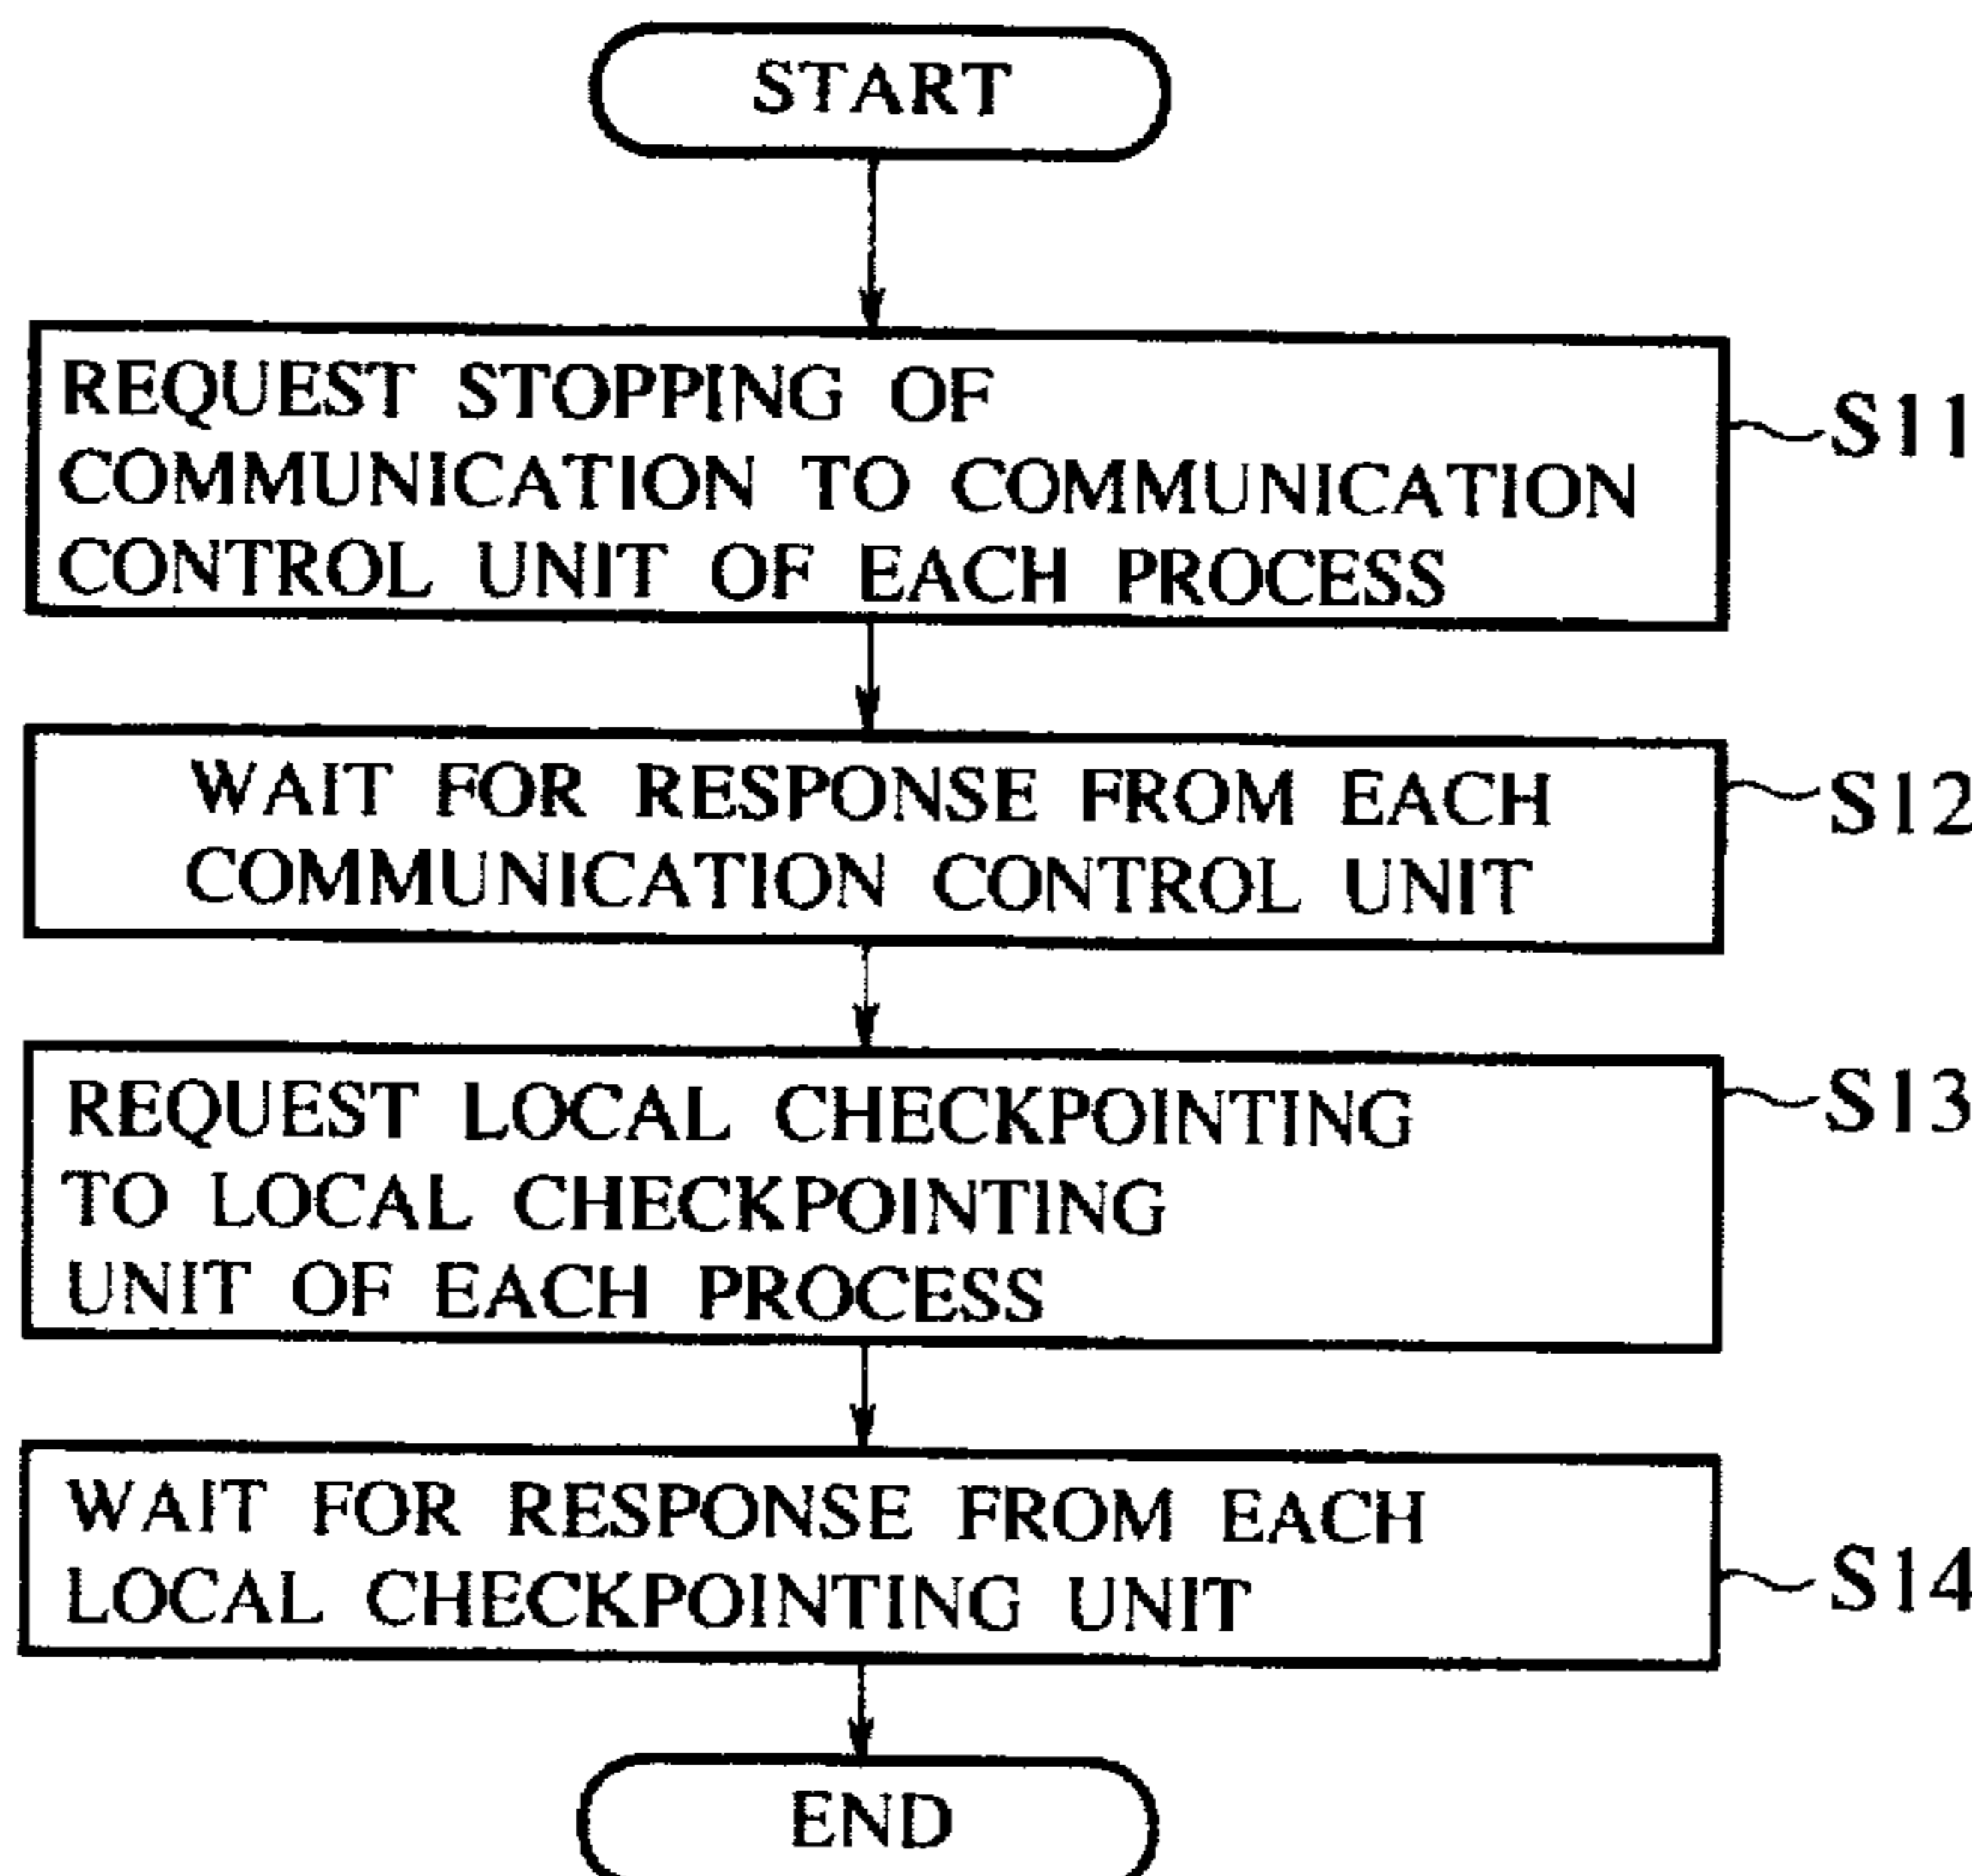 START
REQUEST STOPPING OF
COMMUNICATION TO COMMUNICATION
CONTROL UNIT OF EACH PROCESS
S11
WAIT FOR RESPONSE FROM EACH
COMMUNICATION CONTROL UNIT
S12
REQUEST LOCAL CHECKPOINTING
TO LOCAL CHECKPOINTING
UNIT OF EACH PROCESS
S13
WAIT FOR RESPONSE FROM EACH
LOCAL CHECKPOINTING UNIT
S14
END